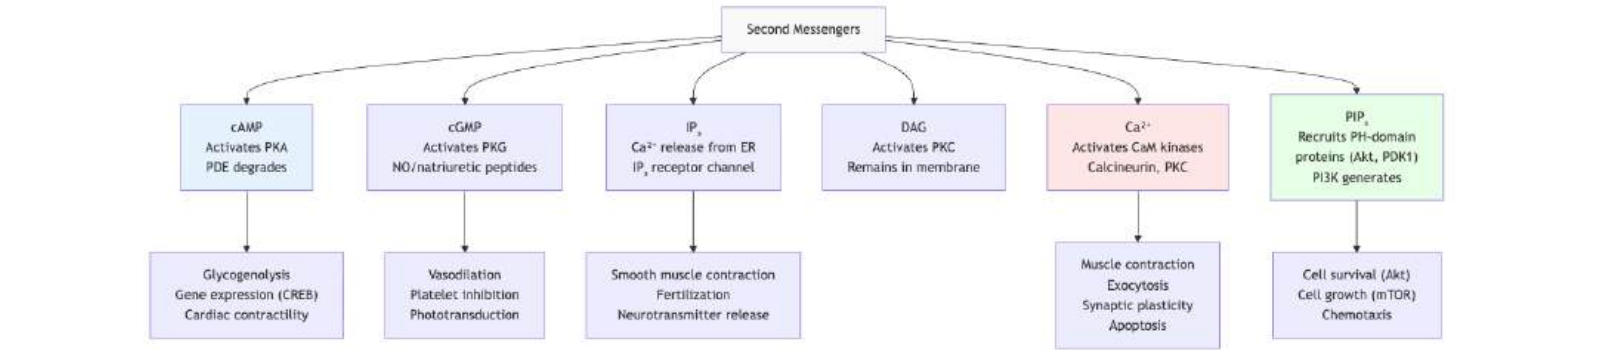 Second Messengers
cAMP
Activates PKA
PDE degrades
cGMP
Activates PKG
NO/natriuretic peptides
IP₃
Ca²⁺ release from ER
IP₃ receptor channel
DAG
Activates PKC
Remains in membrane
Ca²⁺
Activates CaM kinases
Calcineurin, PKC
PIP₃
Recruits PH-domain
proteins (Akt, PDK1)
PI3K generates
Glycogenolysis
Gene expression (CREB)
Cardiac contractility
Vasodilation
Platelet inhibition
Phototransduction
Smooth muscle contraction
Fertilization
Neurotransmitter release
Muscle contraction
Exocytosis
Synaptic plasticity
Apoptosis
Cell survival (Akt)
Cell growth (mTOR)
Chemotaxis